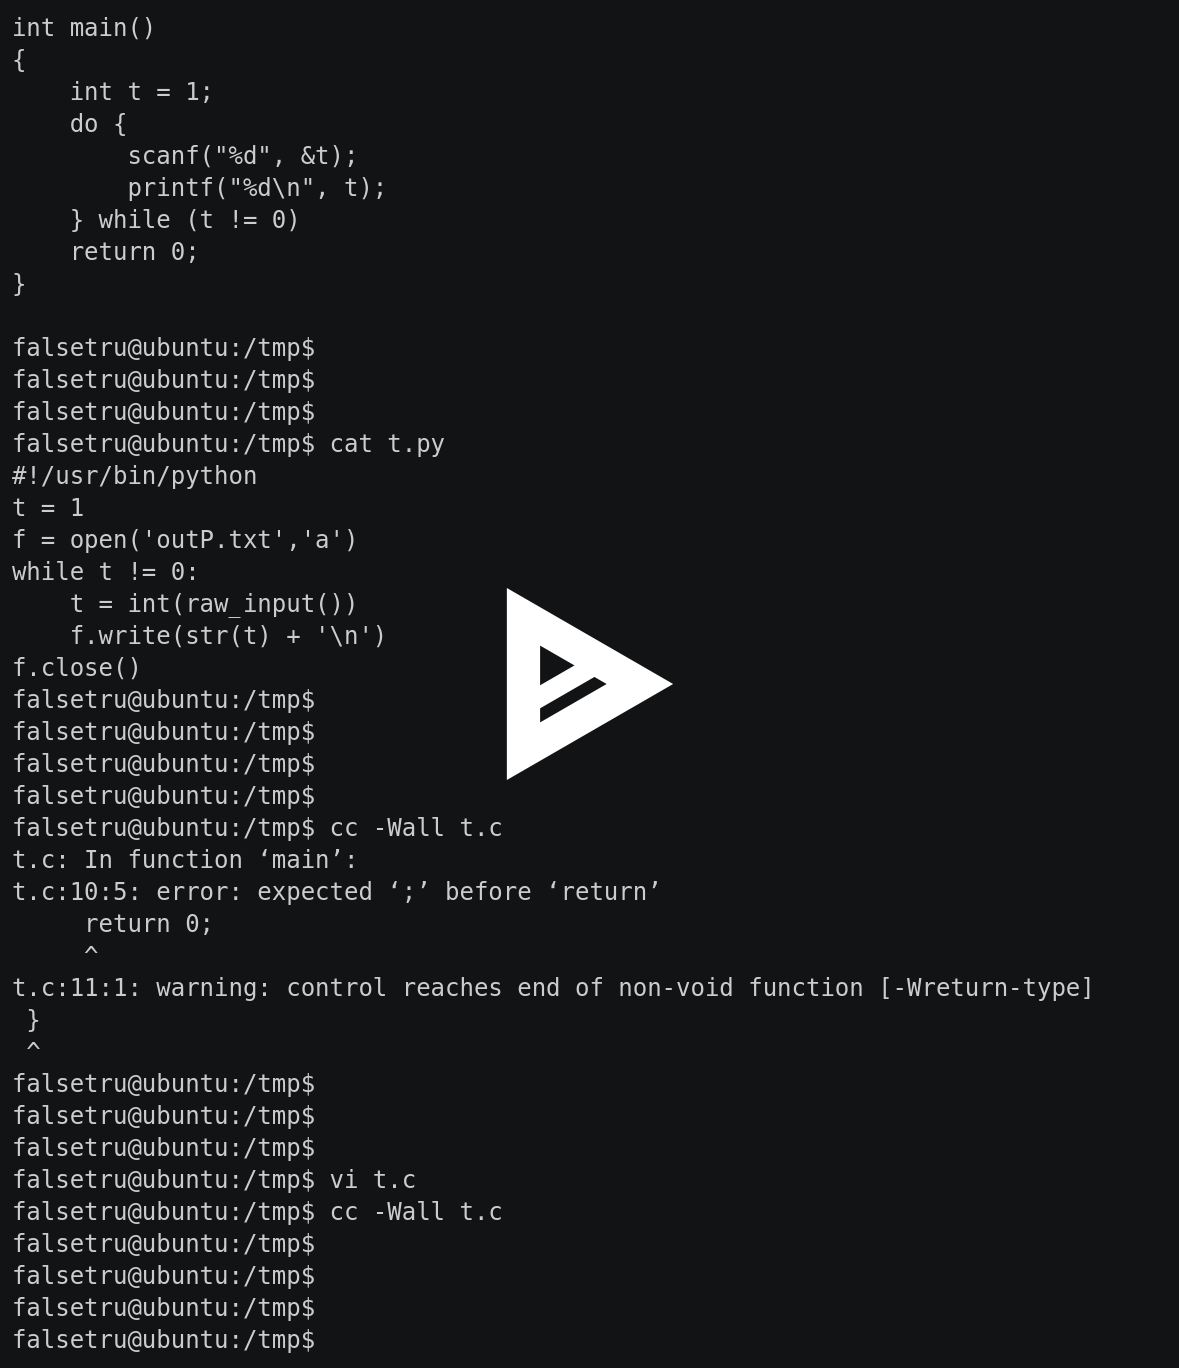 int main()
{
    int t = 1;
    do {
        scanf("%d", &t);
        printf("%d\n", t);
    } while (t != 0)
    return 0;
}

falsetru@ubuntu:/tmp$
falsetru@ubuntu:/tmp$
falsetru@ubuntu:/tmp$
falsetru@ubuntu:/tmp$ cat t.py
#!/usr/bin/python
t = 1
f = open('outP.txt','a')
while t != 0:
    t = int(raw_input())
    f.write(str(t) + '\n')
f.close()
falsetru@ubuntu:/tmp$
falsetru@ubuntu:/tmp$
falsetru@ubuntu:/tmp$
falsetru@ubuntu:/tmp$
falsetru@ubuntu:/tmp$ cc -Wall t.c
t.c: In function ‘main’:
t.c:10:5: error: expected ‘;’ before ‘return’
     return 0;
     ^
t.c:11:1: warning: control reaches end of non-void function [-Wreturn-type]
 }
 ^
falsetru@ubuntu:/tmp$
falsetru@ubuntu:/tmp$
falsetru@ubuntu:/tmp$
falsetru@ubuntu:/tmp$ vi t.c
falsetru@ubuntu:/tmp$ cc -Wall t.c
falsetru@ubuntu:/tmp$
falsetru@ubuntu:/tmp$
falsetru@ubuntu:/tmp$
falsetru@ubuntu:/tmp$